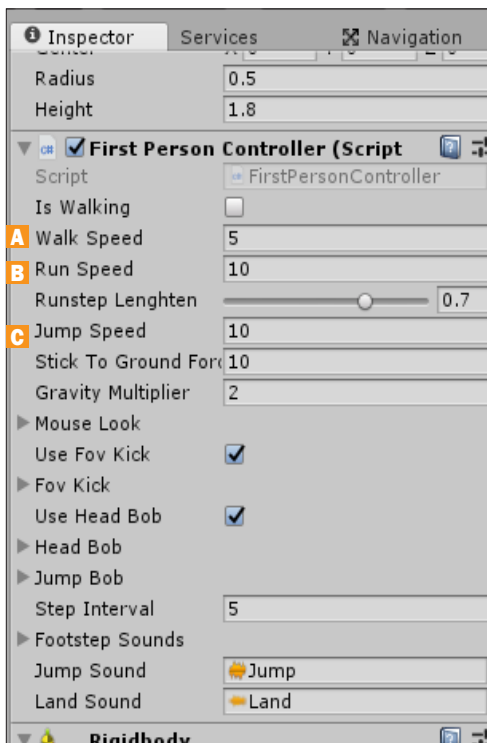 Inspector Services Navigation
Radius 0.5
Height 1.8
c# First Person Controller (Script
Script c# FirstPersonController
Is Walking
A Walk Speed 5
B Run Speed 10
Runstep Lenghten 0.7
C Jump Speed 10
Stick To Ground For 10
Gravity Multiplier 2
Mouse Look
Use Fov Kick
Fov Kick
Use Head Bob
Head Bob
Jump Bob
Step Interval 5
Footstep Sounds
Jump Sound Jump
Land Sound Land
Rigidbody